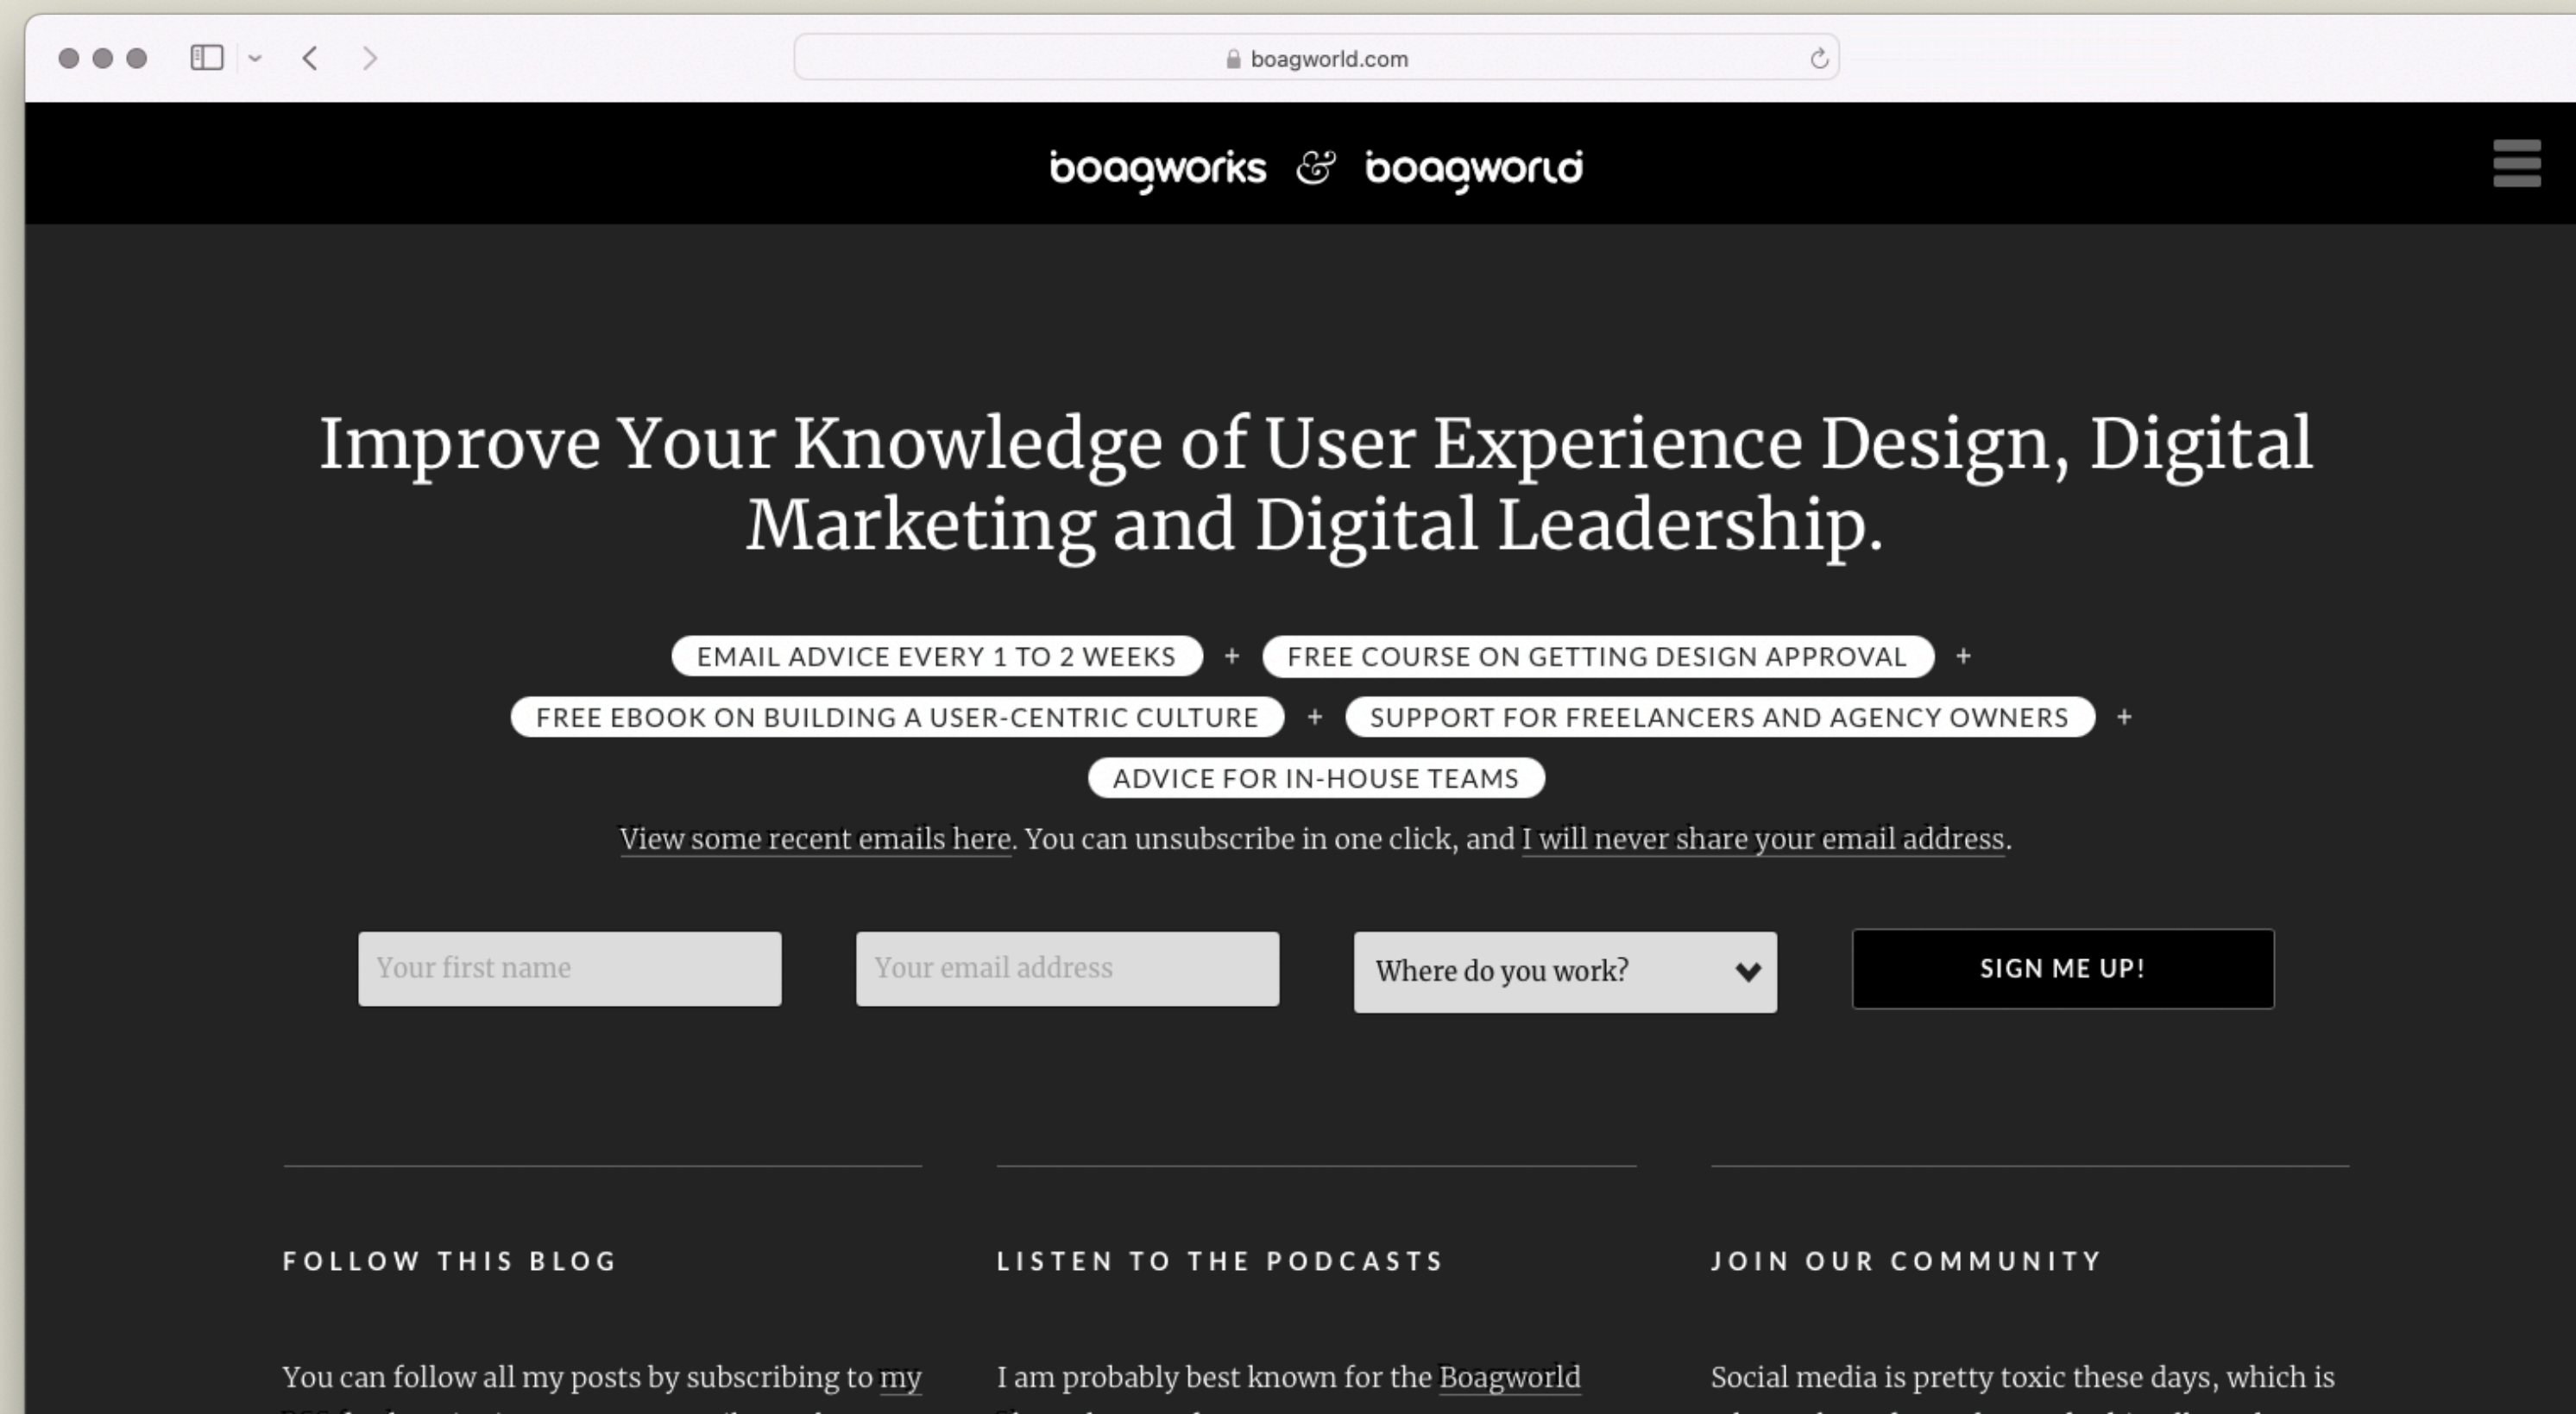 boagworld.com
boagworks & boagworld
Improve Your Knowledge of User Experience Design, Digital
Marketing and Digital Leadership.
EMAIL ADVICE EVERY 1 TO 2 WEEKS + FREE COURSE ON GETTING DESIGN APPROVAL +
FREE EBOOK ON BUILDING A USER-CENTRIC CULTURE + SUPPORT FOR FREELANCERS AND AGENCY OWNERS +
ADVICE FOR IN-HOUSE TEAMS
View some recent emails here. You can unsubscribe in one click, and I will never share your email address.
Your first name
Your email address
Where do you work?
SIGN ME UP!
FOLLOW THIS BLOG
You can follow all my posts by subscribing to my
LISTEN TO THE PODCASTS
I am probably best known for the Boagworld
JOIN OUR COMMUNITY
Social media is pretty toxic these days, which is